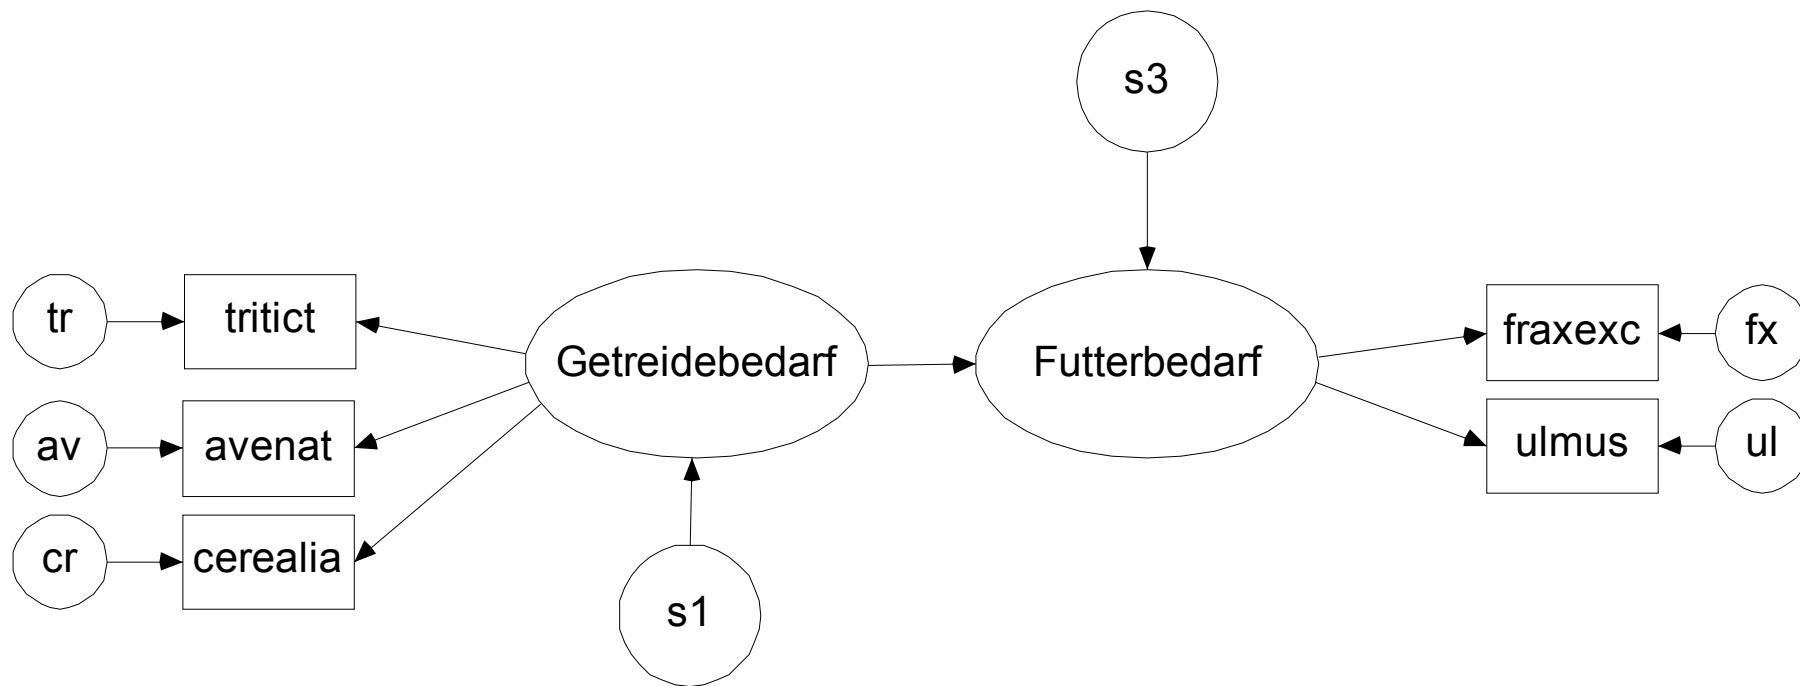 s3
tr
tritict
Getreidebedarf
Futterbedarf
fraxexc
fx
av
avenat
ulmus
ul
cr
cerealia
s1